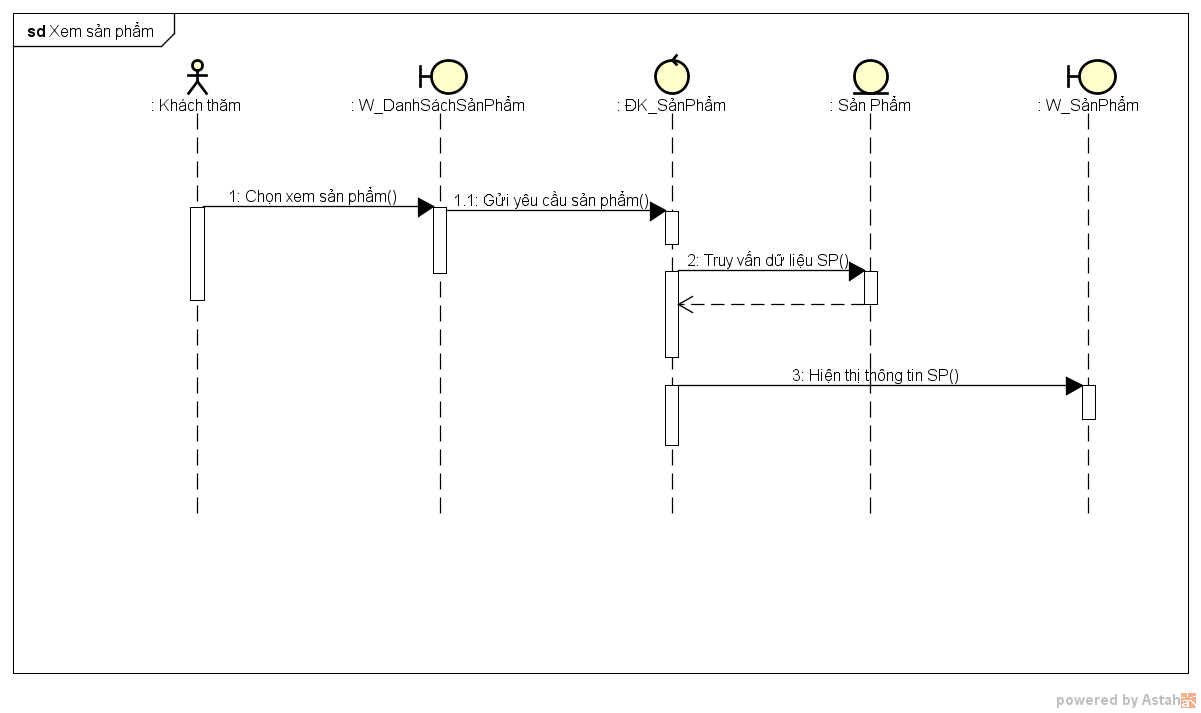 sd Xem sản phẩm
: Khách thăm
: W_DanhSáchSảnPhẩm
: ĐK_SảnPhẩm
: Sản Phẩm
: W_SảnPhẩm
1: Chọn xem sản phẩm()
1.1: Gửi yêu cầu sản phẩm()
2: Truy vấn dữ liệu SP()
3: Hiện thị thông tin SP()
powered by Astah